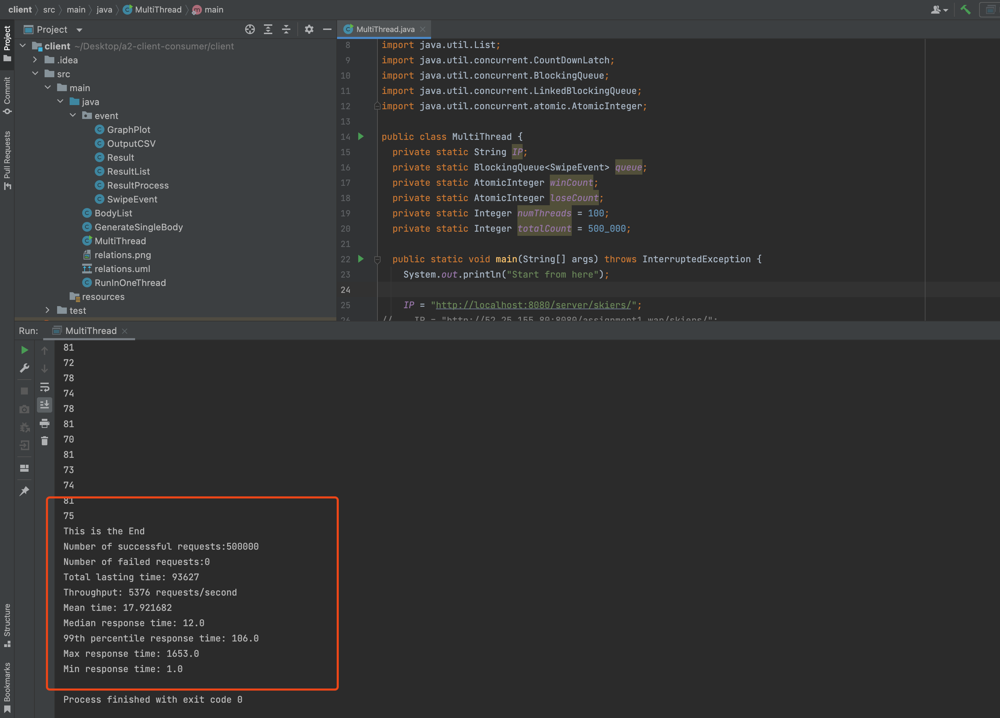 client src main java MultiThread main
Project
MultiThread.java
Project
Commit
Pull Requests
Structure
Bookmarks
client ~/Desktop/a2-client-consumer/client
.idea
src
main
java
event
GraphPlot
OutputCSV
Result
ResultList
ResultProcess
SwipeEvent
BodyList
GenerateSingleBody
MultiThread
relations.png
relations.uml
RunInOneThread
resources
test
8 import java.util.List;
9 import java.util.concurrent.CountDownLatch;
10 import java.util.concurrent.BlockingQueue;
11 import java.util.concurrent.LinkedBlockingQueue;
12 import java.util.concurrent.atomic.AtomicInteger;
13
14 public class MultiThread {
15 private static String IP;
16 private static BlockingQueue<SwipeEvent> queue;
17 private static AtomicInteger winCount;
18 private static AtomicInteger loseCount;
19 private static Integer numThreads = 100;
20 private static Integer totalCount = 500_000;
21
22 public static void main(String[] args) throws InterruptedException {
23 System.out.println("Start from here");
24
25 IP = "http://localhost:8080/server/skiers/";
26 // IP = "http://52.25.155.80:8080/assignment1_war/skiers/";
Run: MultiThread
81
72
78
74
78
81
70
81
73
74
81
75
This is the End
Number of successful requests:500000
Number of failed requests:0
Total lasting time: 93627
Throughput: 5376 requests/second
Mean time: 17.921682
Median response time: 12.0
99th percentile response time: 106.0
Max response time: 1653.0
Min response time: 1.0
Process finished with exit code 0